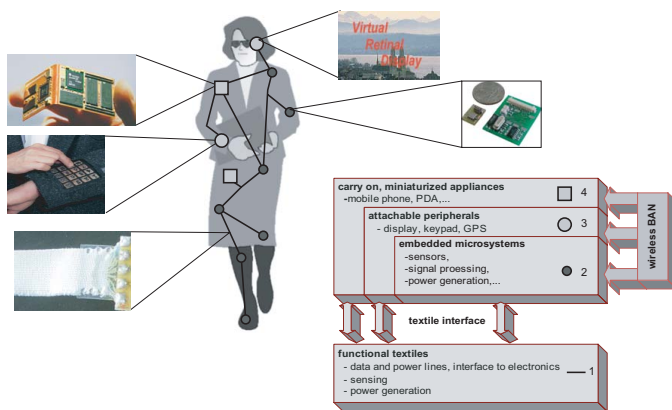 Virtual
Retinal
Display
carry on, miniaturized appliances
-mobile phone, PDA,...
4
attachable peripherals
- display, keypad, GPS
3
embedded microsystems
-sensors,
-signal proessing,
-power generation,...
2
wireless BAN
textile interface
functional textiles
- data and power lines, interface to electronics
1
- sensing
- power generation